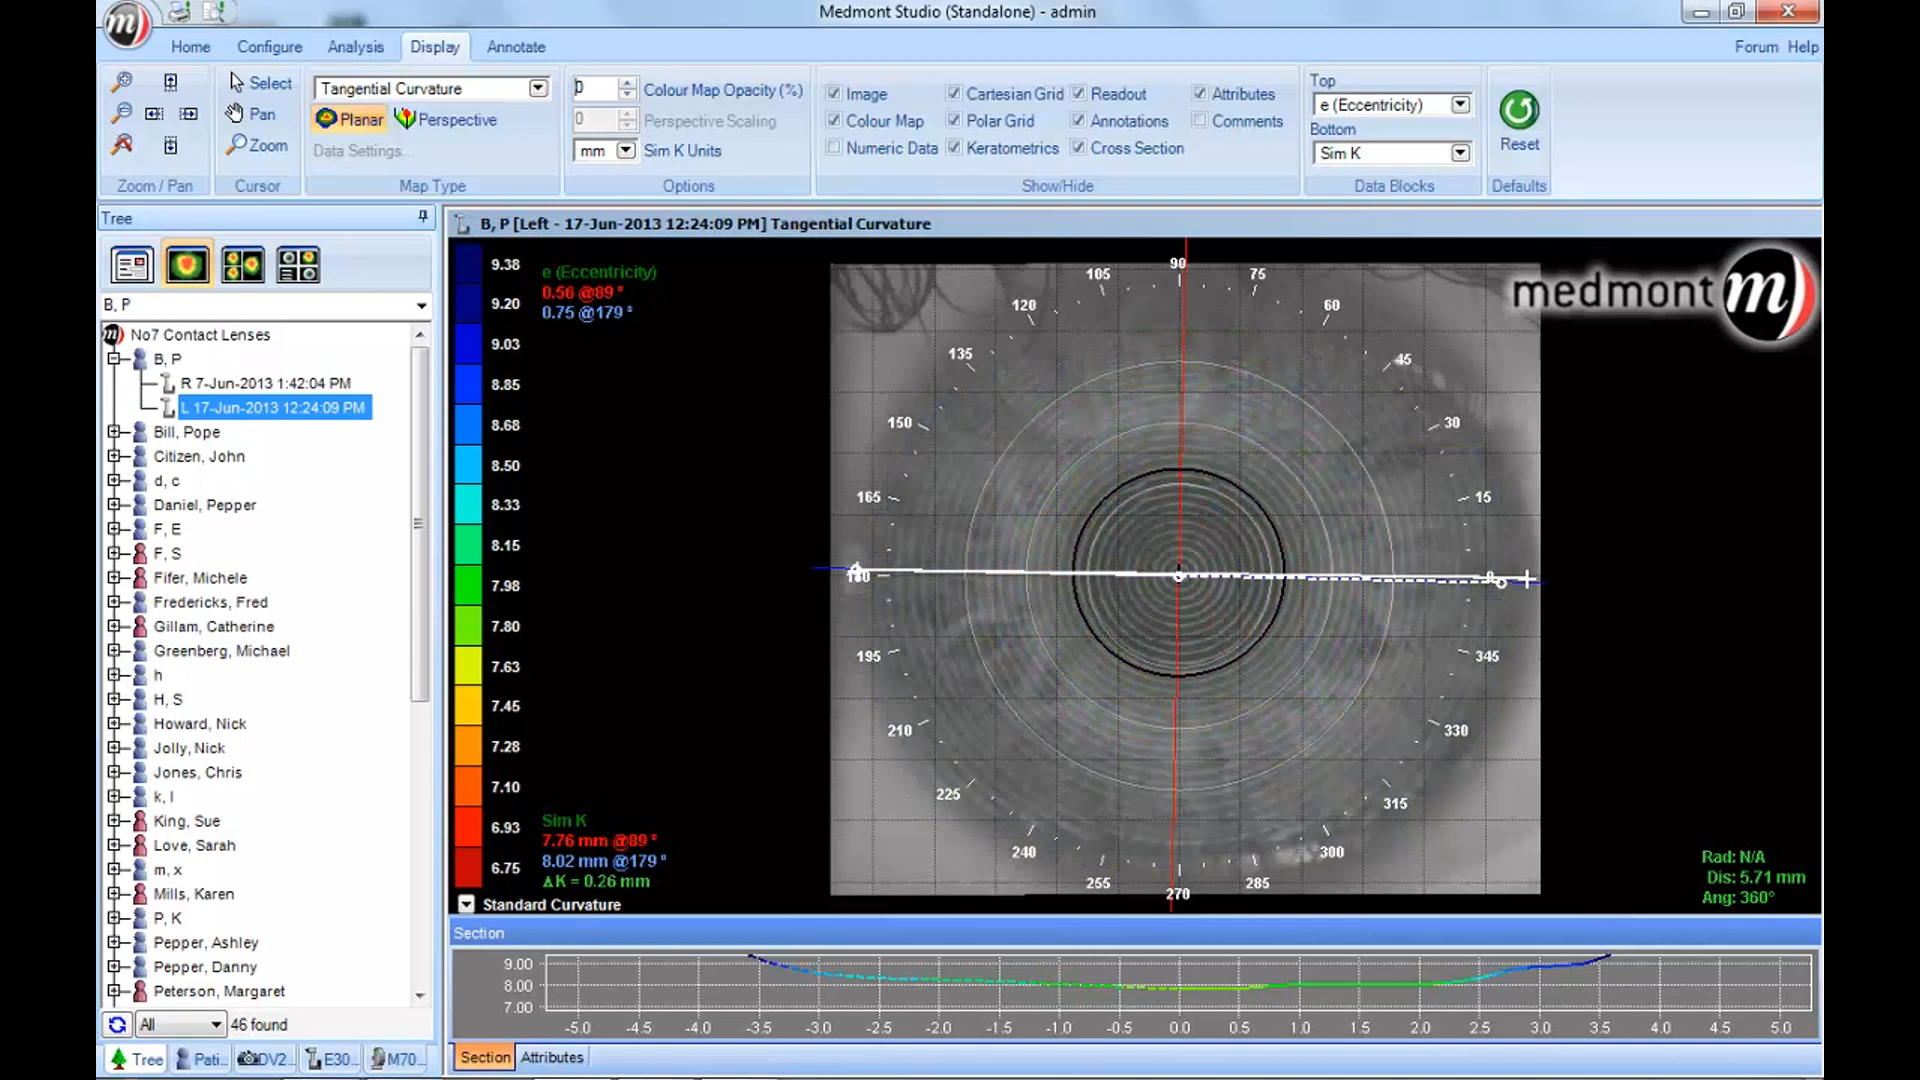 Medmont Studio (Standalone) - admin
Home Configure Analysis Display Annotate Forum Help
Select
Pan
Zoom
Zoom / Pan
Cursor
Tangential Curvature
Planar Perspective
Data Settings...
Map Type
0 Colour Map Opacity (%)
0 Perspective Scaling
mm Sim K Units
Options
Image Cartesian Grid Readout Attributes
Colour Map Polar Grid Annotations Comments
Numeric Data Keratometrics Cross Section
Show/Hide
Top
e (Eccentricity)
Bottom
Sim K
Data Blocks
Reset
Defaults
Tree
B, P
No7 Contact Lenses
B, P
R 7-Jun-2013 1:42:04 PM
L 17-Jun-2013 12:24:09 PM
Bill, Pope
Citizen, John
d, c
Daniel, Pepper
F, E
F, S
Fifer, Michele
Fredericks, Fred
Gillam, Catherine
Greenberg, Michael
h
H, S
Howard, Nick
Jolly, Nick
Jones, Chris
k, l
King, Sue
Love, Sarah
m, x
Mills, Karen
P, K
Pepper, Ashley
Pepper, Danny
Peterson, Margaret
All 46 found
Tree Pati... DV2... E30... M70...
B, P [Left - 17-Jun-2013 12:24:09 PM] Tangential Curvature
9.38
9.20
9.03
8.85
8.68
8.50
8.33
8.15
7.98
7.80
7.63
7.45
7.28
7.10
6.93
6.75
e (Eccentricity)
0.56 @89 °
0.75 @179 °
Sim K
7.76 mm @89 °
8.02 mm @179 °
ΔK = 0.26 mm
Standard Curvature
90
105 75
120 60
135 45
150 30
165 15
180 0
195 345
210 330
225 315
240 300
255 285
270
medmont m
Rad: N/A
Dis: 5.71 mm
Ang: 360°
Section
9.00
8.00
7.00
-5.0 -4.5 -4.0 -3.5 -3.0 -2.5 -2.0 -1.5 -1.0 -0.5 0.0 0.5 1.0 1.5 2.0 2.5 3.0 3.5 4.0 4.5 5.0
Section Attributes